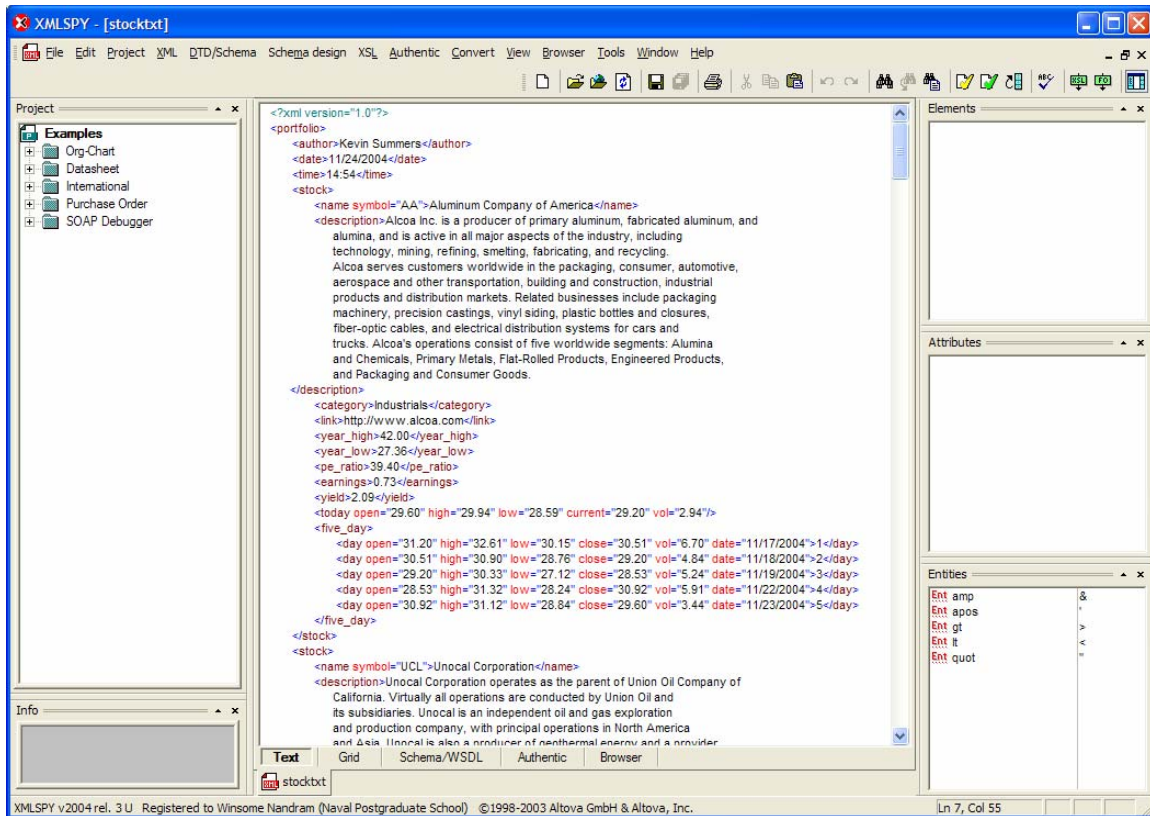 XMLSPY - [stocktxt]
File Edit Project XML DTD/Schema Schema design XSL Authentic Convert View Browser Tools Window Help
Project
Examples
Org-Chart
Datasheet
International
Purchase Order
SOAP Debugger
Info
<?xml version="1.0"?>
<portfolio>
<author>Kevin Summers</author>
<date>11/24/2004</date>
<time>14:54</time>
<stock>
<name symbol="AA">Aluminum Company of America</name>
<description>Alcoa Inc. is a producer of primary aluminum, fabricated aluminum, and
alumina, and is active in all major aspects of the industry, including
technology, mining, refining, smelting, fabricating, and recycling.
Alcoa serves customers worldwide in the packaging, consumer, automotive,
aerospace and other transportation, building and construction, industrial
products and distribution markets. Related businesses include packaging
machinery, precision castings, vinyl siding, plastic bottles and closures,
fiber-optic cables, and electrical distribution systems for cars and
trucks. Alcoa's operations consist of five worldwide segments: Alumina
and Chemicals, Primary Metals, Flat-Rolled Products, Engineered Products,
and Packaging and Consumer Goods.
</description>
<category>Industrials</category>
<link>http://www.alcoa.com</link>
<year_high>42.00</year_high>
<year_low>27.36</year_low>
<pe_ratio>39.40</pe_ratio>
<earnings>0.73</earnings>
<yield>2.09</yield>
<today open="29.60" high="29.94" low="28.59" current="29.20" vol="2.94"/>
<five_day>
<day open="31.20" high="32.61" low="30.15" close="30.51" vol="6.70" date="11/17/2004">1</day>
<day open="30.51" high="30.90" low="28.76" close="29.20" vol="4.84" date="11/18/2004">2</day>
<day open="29.20" high="30.33" low="27.12" close="28.53" vol="5.24" date="11/19/2004">3</day>
<day open="28.53" high="31.32" low="28.24" close="30.92" vol="5.91" date="11/22/2004">4</day>
<day open="30.92" high="31.12" low="28.84" close="29.60" vol="3.44" date="11/23/2004">5</day>
</five_day>
</stock>
<stock>
<name symbol="UCL">Unocal Corporation</name>
<description>Unocal Corporation operates as the parent of Union Oil Company of
California. Virtually all operations are conducted by Union Oil and
its subsidiaries. Unocal is an independent oil and gas exploration
and production company, with principal operations in North America
and Asia. Unocal is also a producer of geothermal energy and a provider
Text Grid Schema/WSDL Authentic Browser
stocktxt
Elements
Attributes
Entities
Ent amp &
Ent apos '
Ent gt >
Ent lt <
Ent quot "
XMLSPY v2004 rel. 3 U Registered to Winsome Nandram (Naval Postgraduate School) ©1998-2003 Altova GmbH & Altova, Inc. Ln 7, Col 55